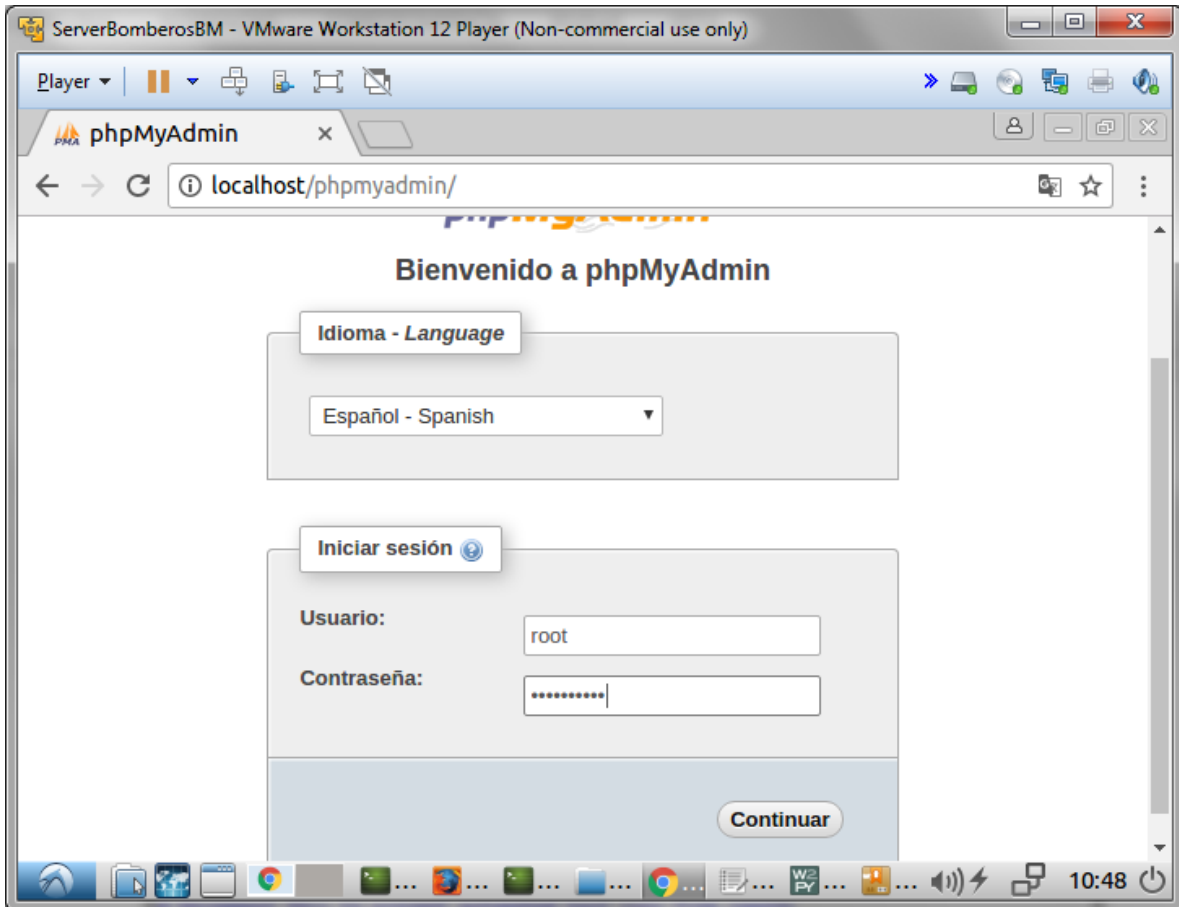 ServerBomberosBM - VMware Workstation 12 Player (Non-commercial use only)
Player
phpMyAdmin
localhost/phpmyadmin/
phpMyAdmin
Bienvenido a phpMyAdmin
Idioma - Language
Español - Spanish
Iniciar sesión
Usuario:
root
Contraseña:
••••••••••
Continuar
10:48